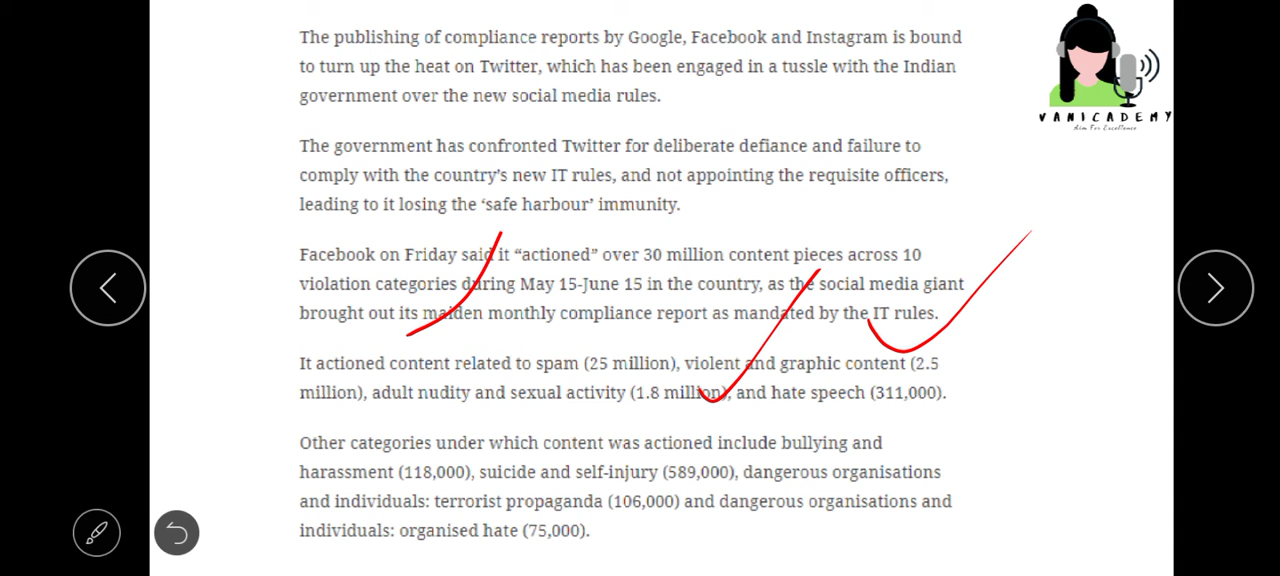 The publishing of compliance reports by Google, Facebook and Instagram is bound
to turn up the heat on Twitter, which has been engaged in a tussle with the Indian
government over the new social media rules.
The government has confronted Twitter for deliberate defiance and failure to
comply with the country's new IT rules, and not appointing the requisite officers,
leading to it losing the 'safe harbour' immunity.
Facebook on Friday said it “actioned” over 30 million content pieces across 10
violation categories during May 15-June 15 in the country, as the social media giant
brought out its maiden monthly compliance report as mandated by the IT rules.
It actioned content related to spam (25 million), violent and graphic content (2.5
million), adult nudity and sexual activity (1.8 million), and hate speech (311,000).
Other categories under which content was actioned include bullying and
harassment (118,000), suicide and self-injury (589,000), dangerous organisations
and individuals: terrorist propaganda (106,000) and dangerous organisations and
individuals: organised hate (75,000).
VANICADEMY
Aim For Excellence